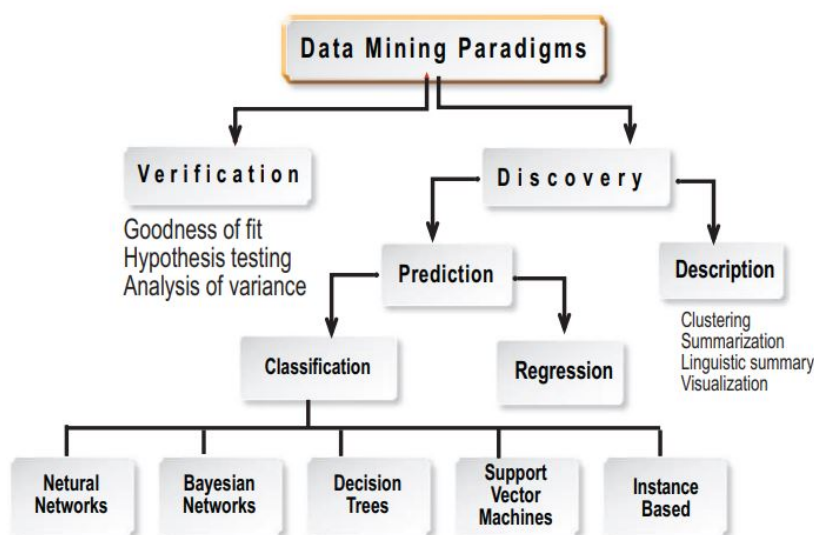 Data Mining Paradigms
Verification
Discovery
Goodness of fit
Hypothesis testing
Analysis of variance
Prediction
Description
Clustering
Summarization
Linguistic summary
Visualization
Classification
Regression
Netural
Networks
Bayesian
Networks
Decision
Trees
Support
Vector
Machines
Instance
Based